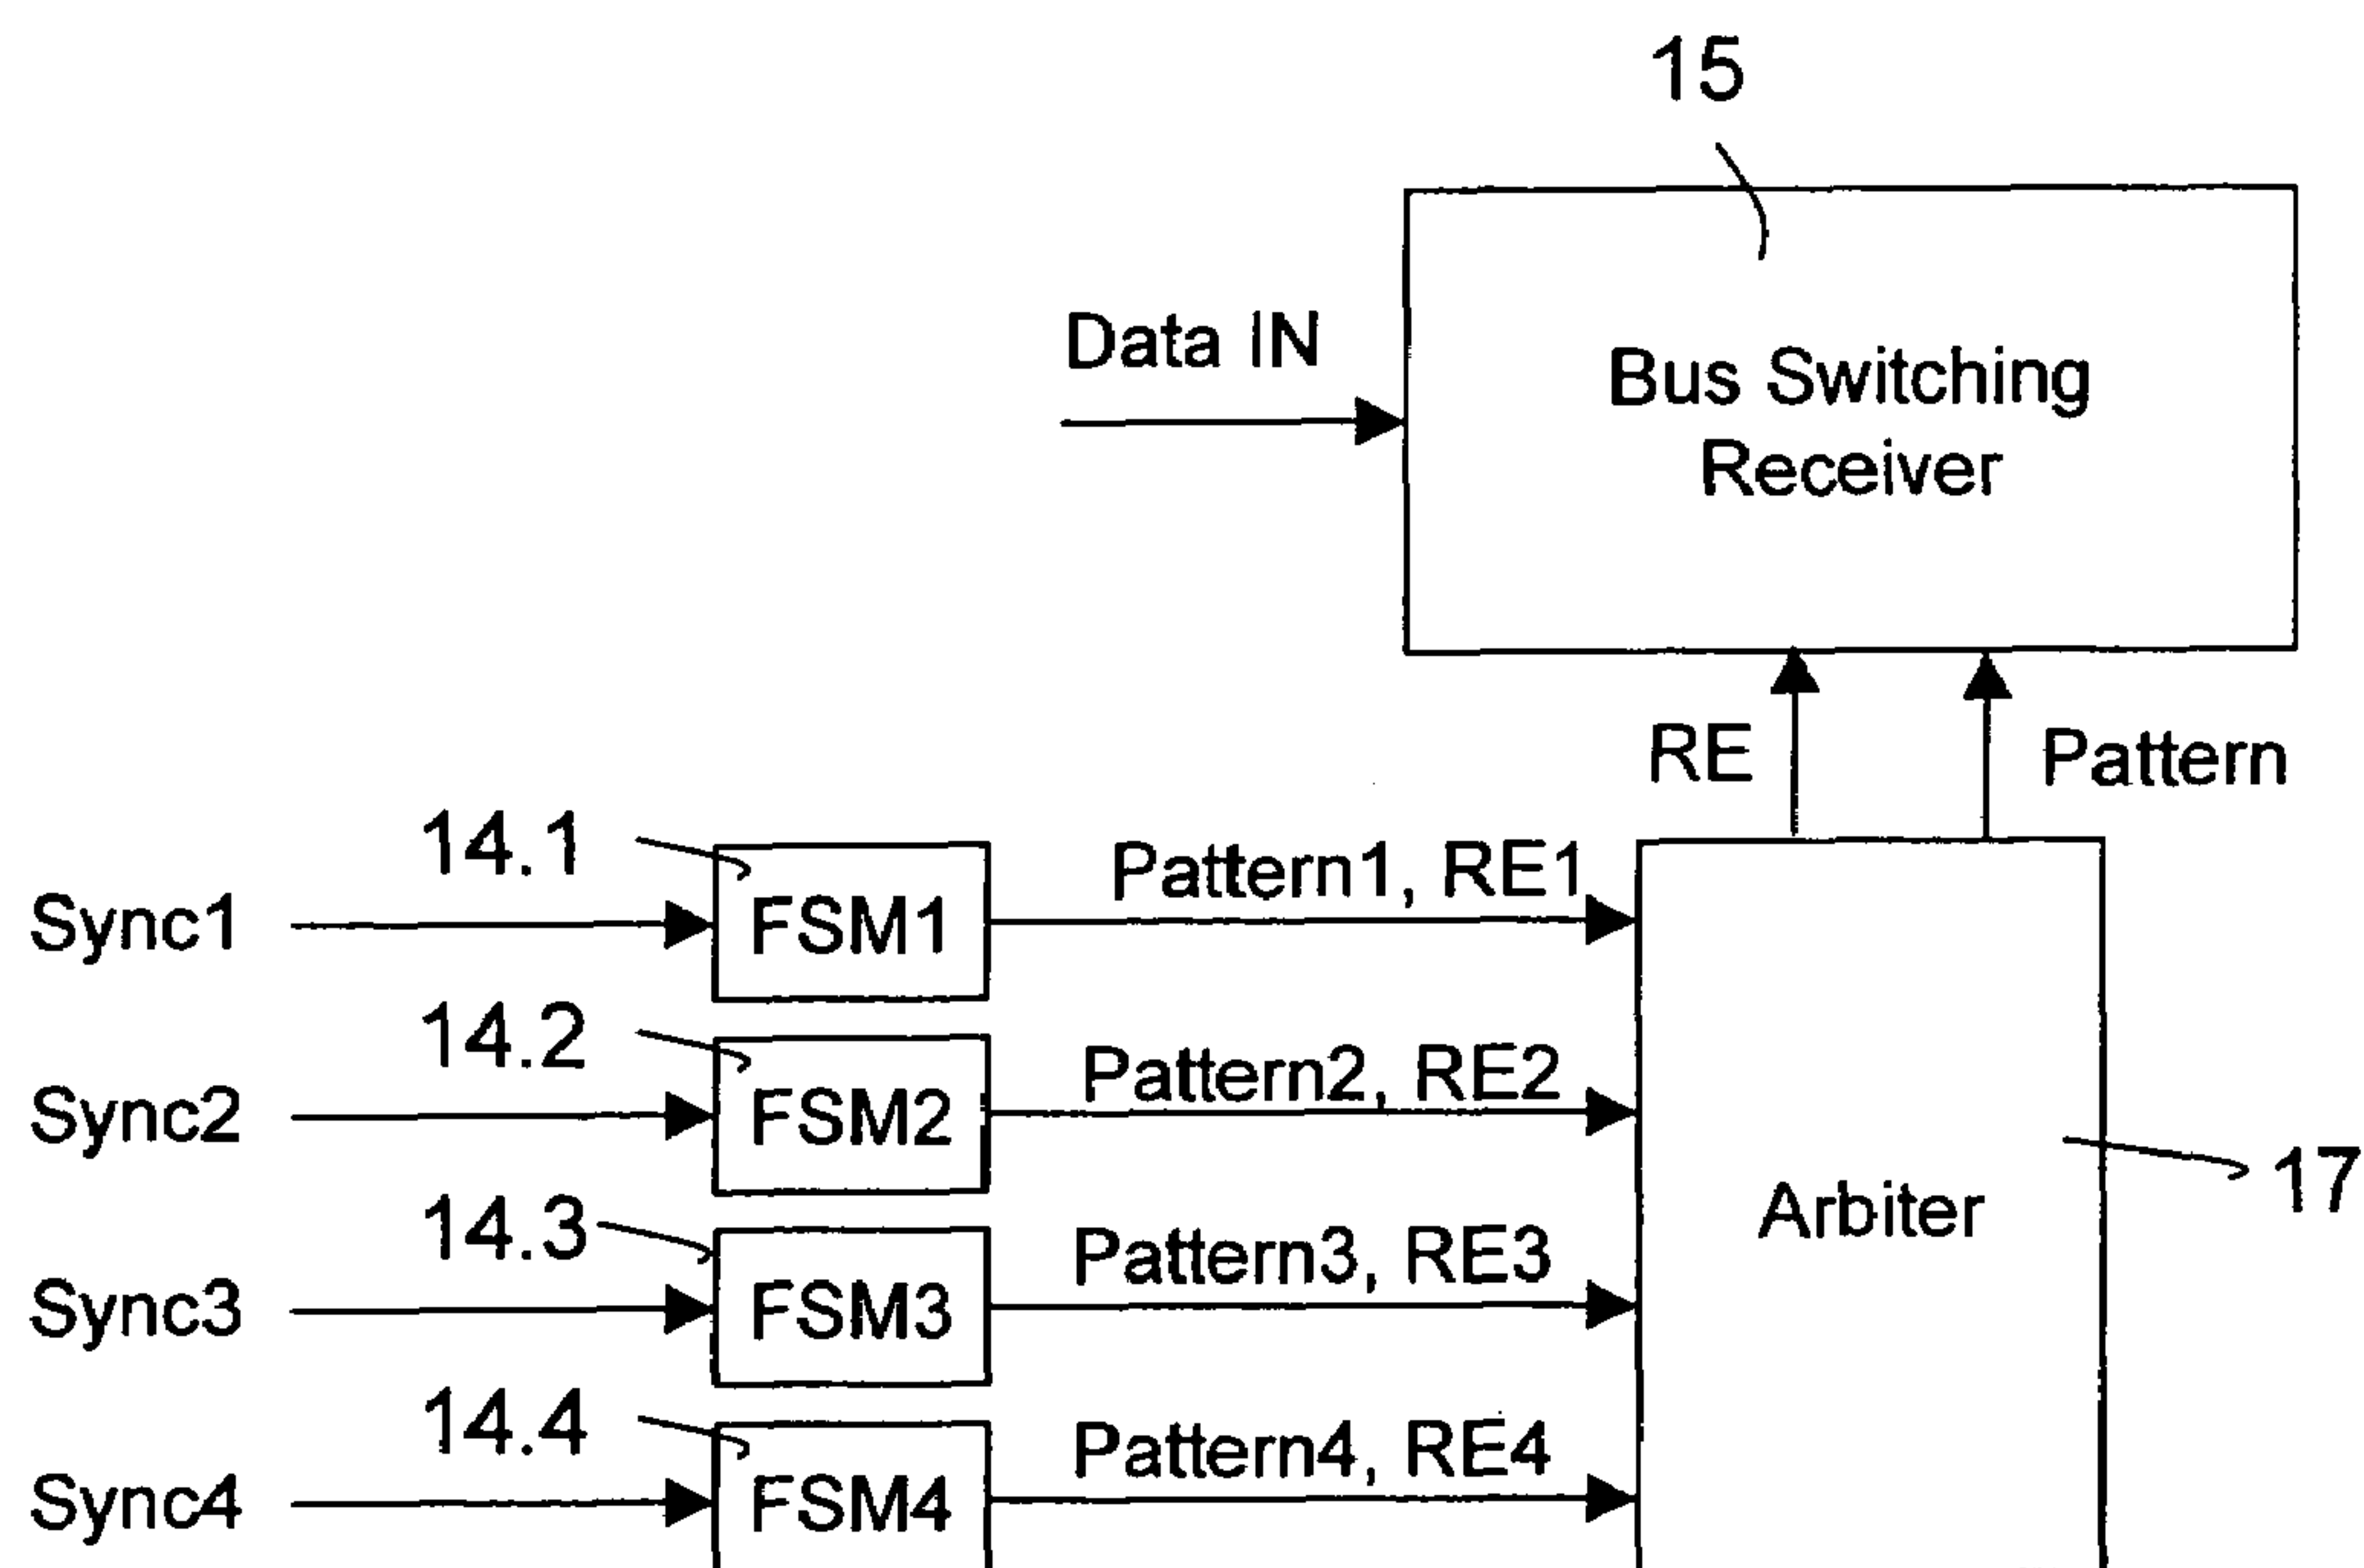 15
Data IN
Bus Switching
Receiver
RE
Pattern
14.1
Sync1
FSM1
Pattern1, RE1
14.2
Sync2
FSM2
Pattern2, RE2
14.3
Sync3
FSM3
Pattern3, RE3
Arbiter
17
14.4
Sync4
FSM4
Pattern4, RE4